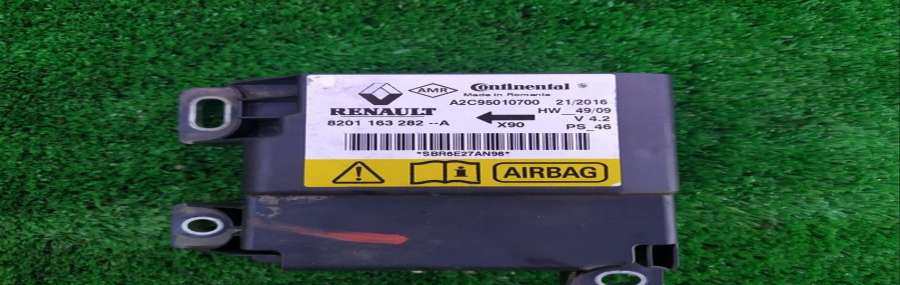 AMR Continental
Made in Romania
RENAULT A2C95010700 21/2016
HW_49/09
8201 163 282 --A X90 V 4.2
PS_46
*SBR6E27AN96*
AIRBAG